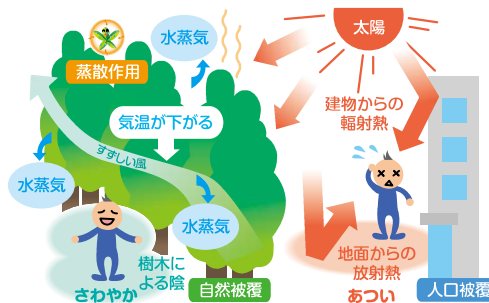 蒸散作用
水蒸気
太陽
建物からの
輻射熱
気温が下がる
すずしい風
水蒸気
水蒸気
樹木に
よる陰
さわやか
自然被覆
地面からの
放射熱
あつい
人口被覆